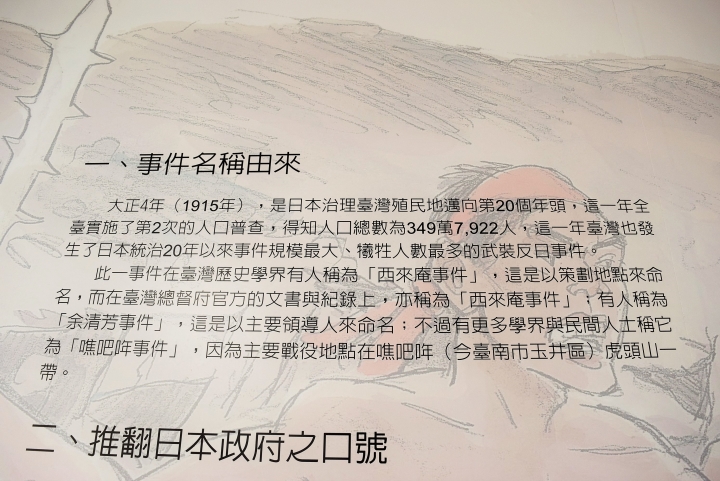 一、事件名稱由來
大正4年（1915年），是日本治理臺灣殖民地邁向第20個年頭，這一年全
臺實施了第2次的人口普查，得知人口總數為349萬7,922人，這一年臺灣也發
生了日本統治20年以來事件規模最大、犧牲人數最多的武裝反日事件。
此一事件在臺灣歷史學界有人稱為「西來庵事件」，這是以策劃地點來命
名，而在臺灣總督府官方的文書與紀錄上，亦稱為「西來庵事件」；有人稱為
「余清芳事件」，這是以主要領導人來命名；不過有更多學界與民間人士稱它
為「噍吧哖事件」，因為主要戰役地點在噍吧哖（今臺南市玉井區）虎頭山一
帶。
二、推翻日本政府之口號